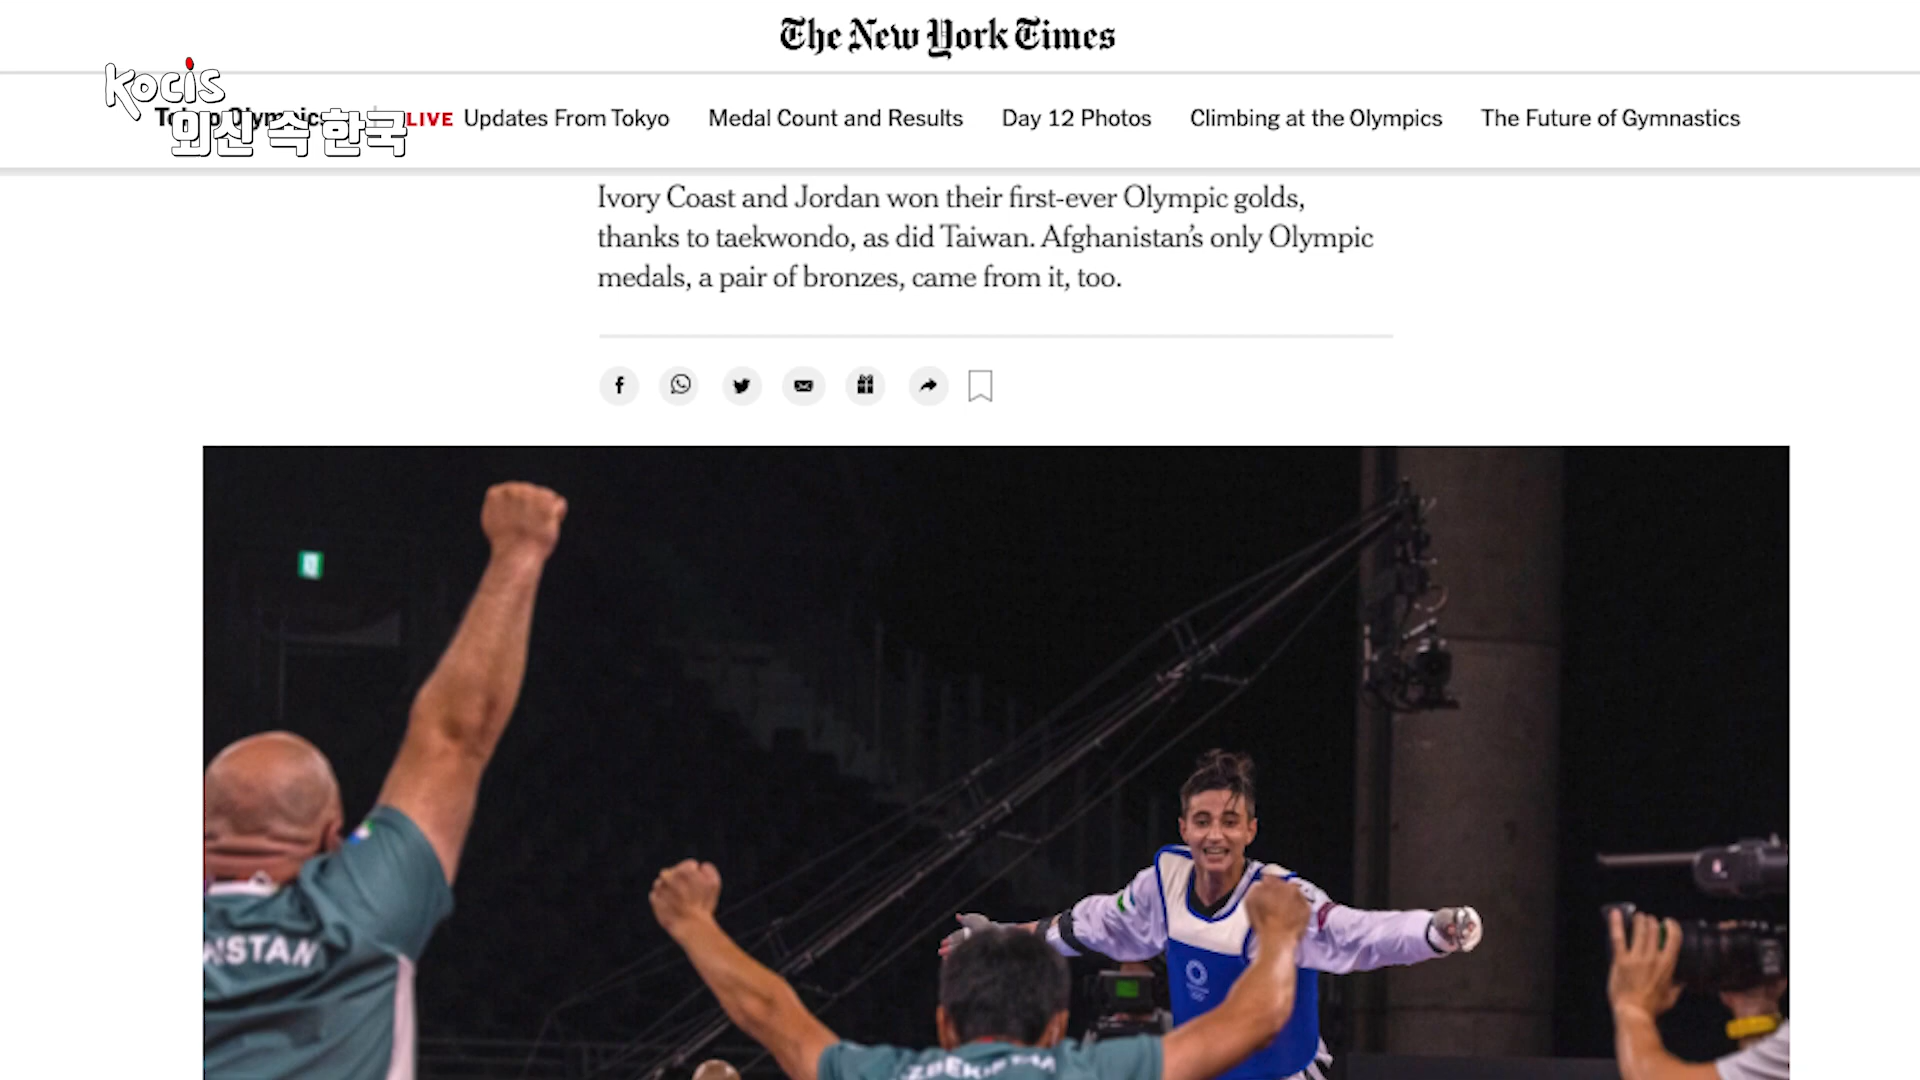 The New York Times
Kocis
외신 속 한국
LIVE Updates From Tokyo
Medal Count and Results
Day 12 Photos
Climbing at the Olympics
The Future of Gymnastics
Ivory Coast and Jordan won their first-ever Olympic golds,
thanks to taekwondo, as did Taiwan. Afghanistan’s only Olympic
medals, a pair of bronzes, came from it, too.